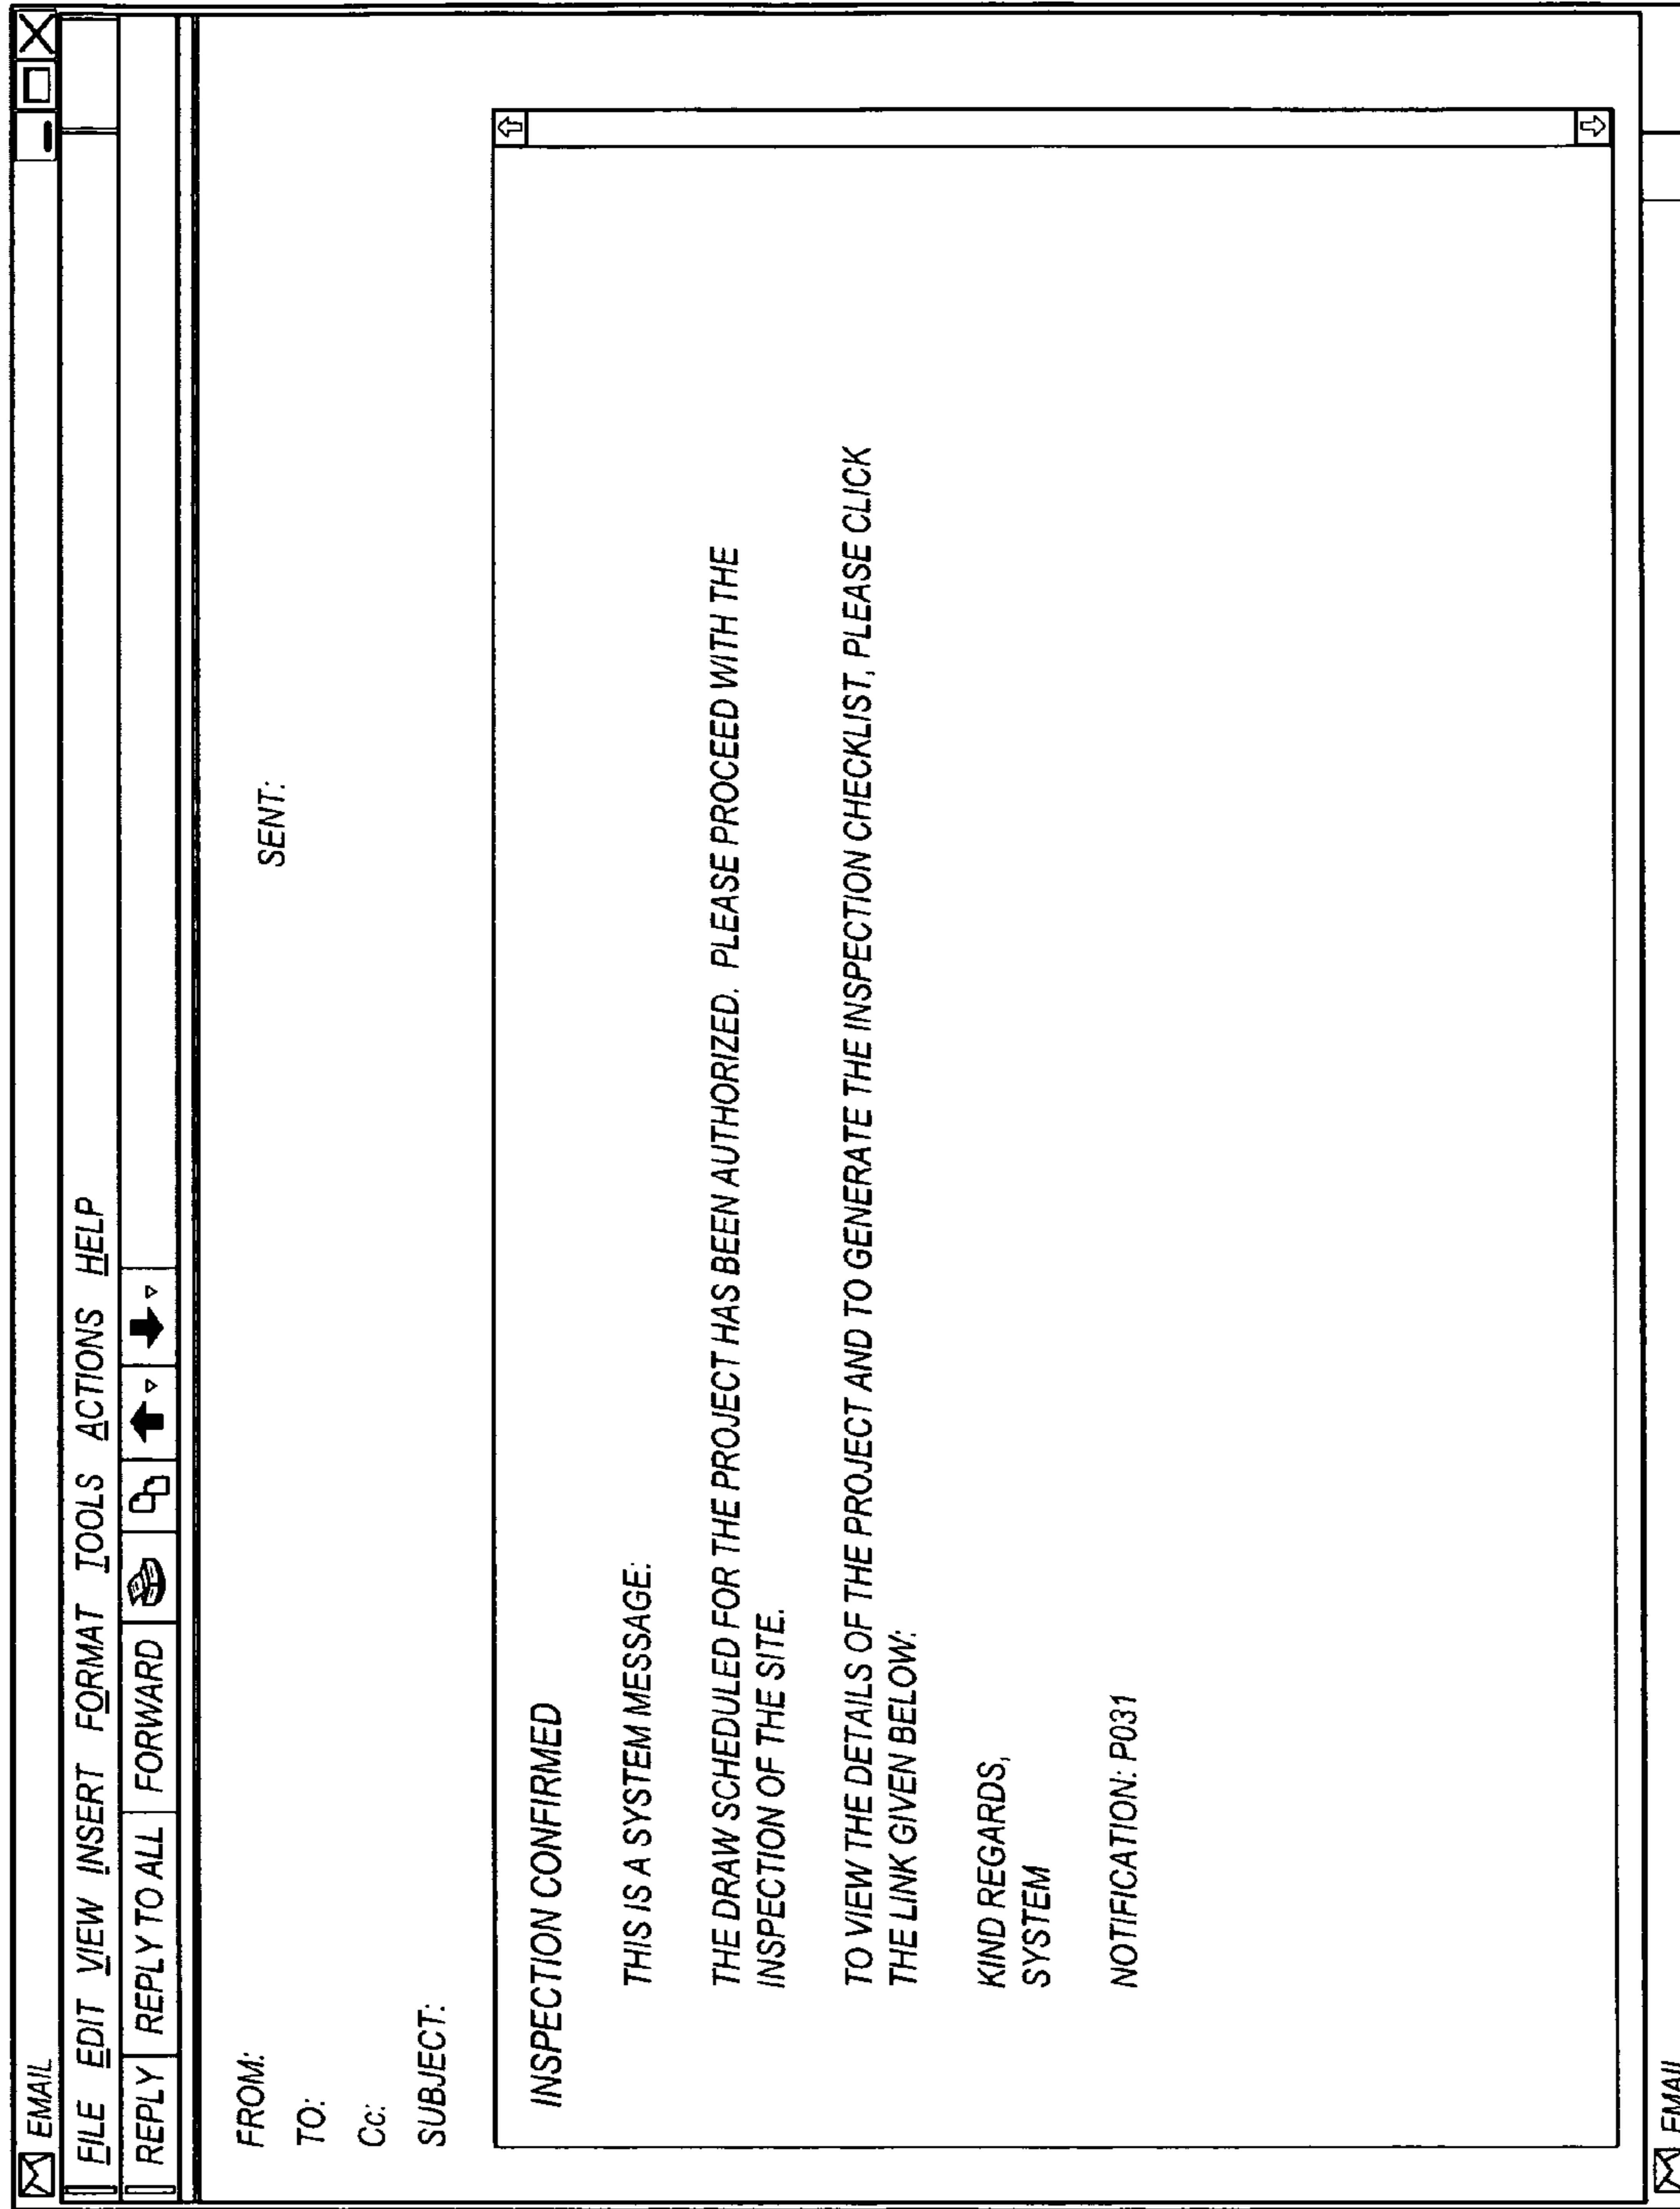 EMAIL
FILE EDIT VIEW INSERT FORMAT TOOLS ACTIONS HELP
REPLY REPLY TO ALL FORWARD
FROM:
SENT:
TO:
Cc:
SUBJECT:
INSPECTION CONFIRMED
THIS IS A SYSTEM MESSAGE:
THE DRAW SCHEDULED FOR THE PROJECT HAS BEEN AUTHORIZED. PLEASE PROCEED WITH THE
INSPECTION OF THE SITE.
TO VIEW THE DETAILS OF THE PROJECT AND TO GENERATE THE INSPECTION CHECKLIST, PLEASE CLICK
THE LINK GIVEN BELOW:
KIND REGARDS,
SYSTEM
NOTIFICATION: P031
EMAIL